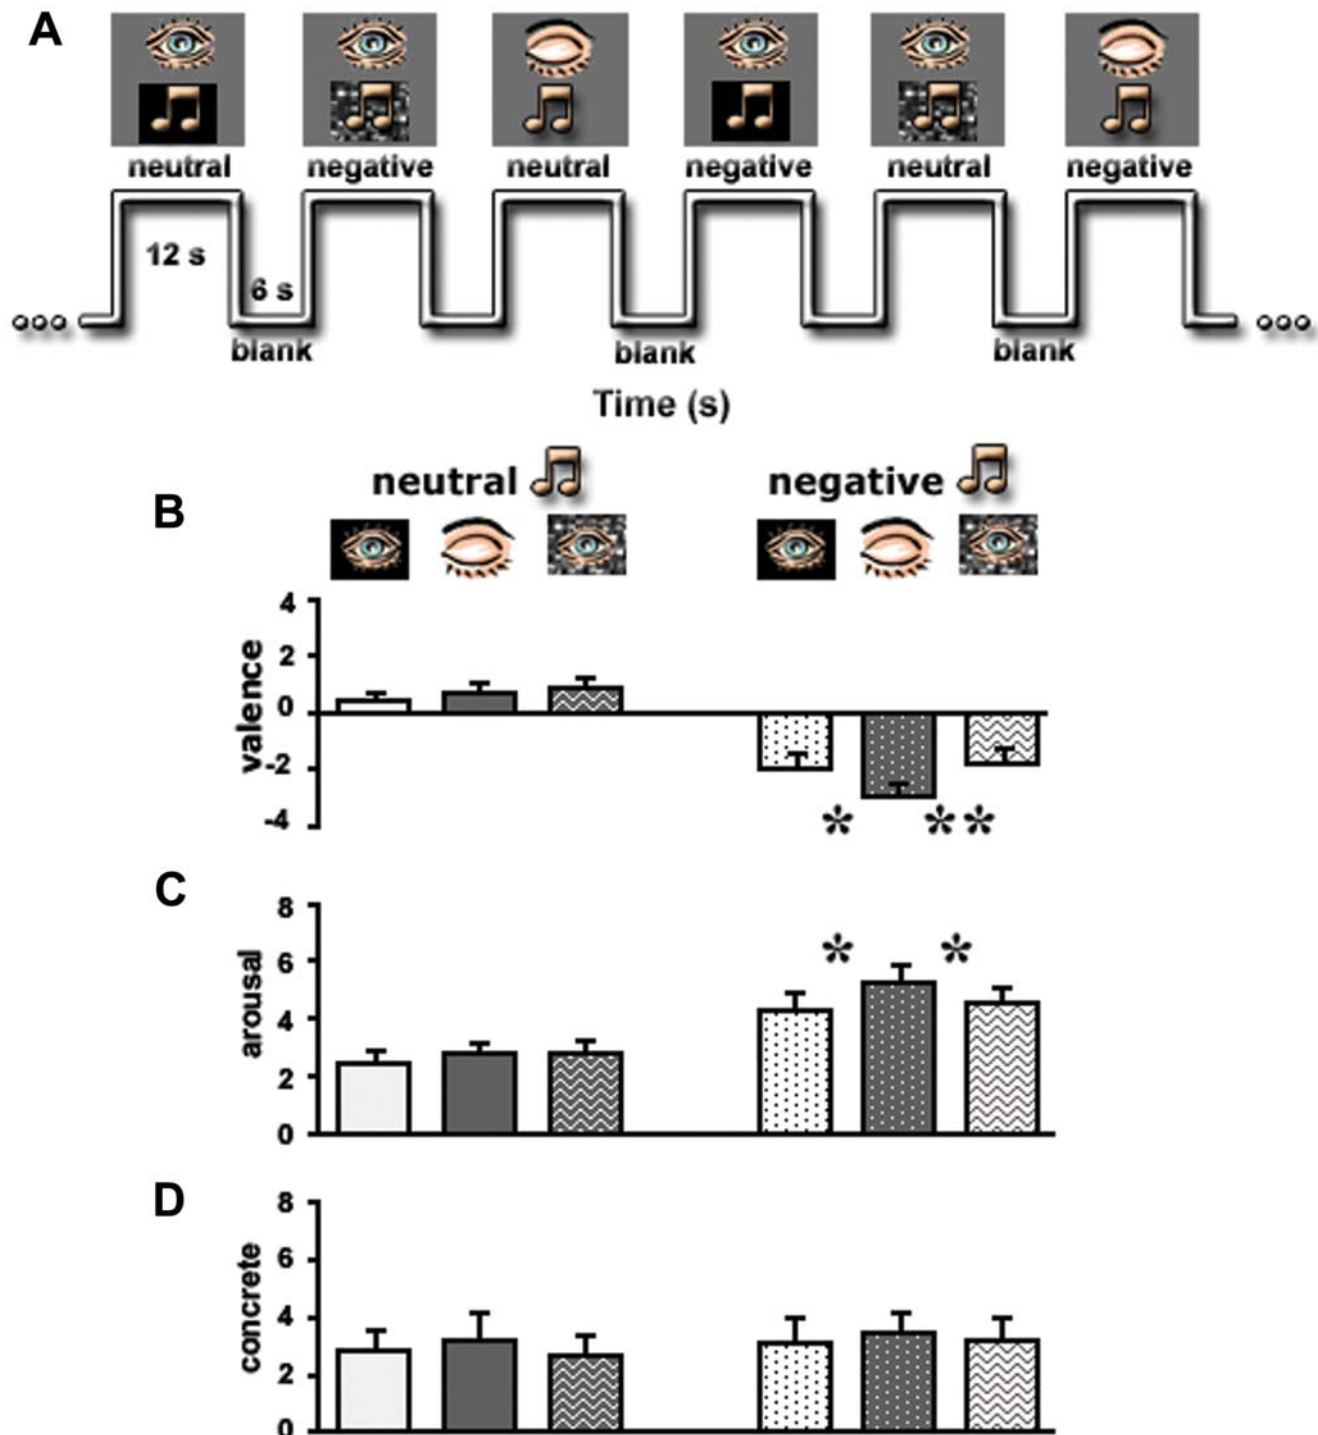 A
neutral negative neutral negative neutral negative
12 s
6 s
blank blank blank
Time (s)
neutral negative
B
valence
4
2
0
-2
-4
* **
C
arousal
8
6
4
2
0
* *
D
concrete
8
6
4
2
0